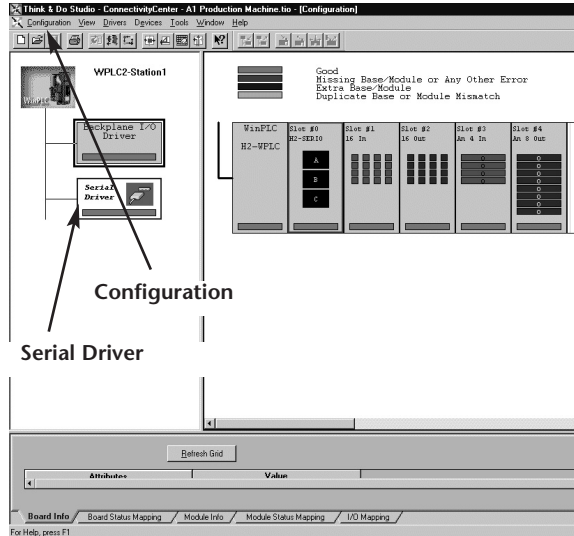 Think & Do Studio - ConnectivityCenter - A1 Production Machine.tio - [Configuration]
Configuration View Drivers Devices Tools Window Help
WinPLC
WPLC2-Station1
Backplane I/O
Driver
Serial
Driver
Good
Missing Base/Module or Any Other Error
Extra Base/Module
Duplicate Base or Module Mismatch
WinPLC
H2-WPLC
Slot #0
H2-SERIO
A
B
C
Slot #1
16 In
Slot #2
16 Out
Slot #3
An 4 In
Slot #4
An 8 Out
Configuration
Serial Driver
Refresh Grid
Attributes Value
Board Info Board Status Mapping Module Info Module Status Mapping I/O Mapping
For Help, press F1